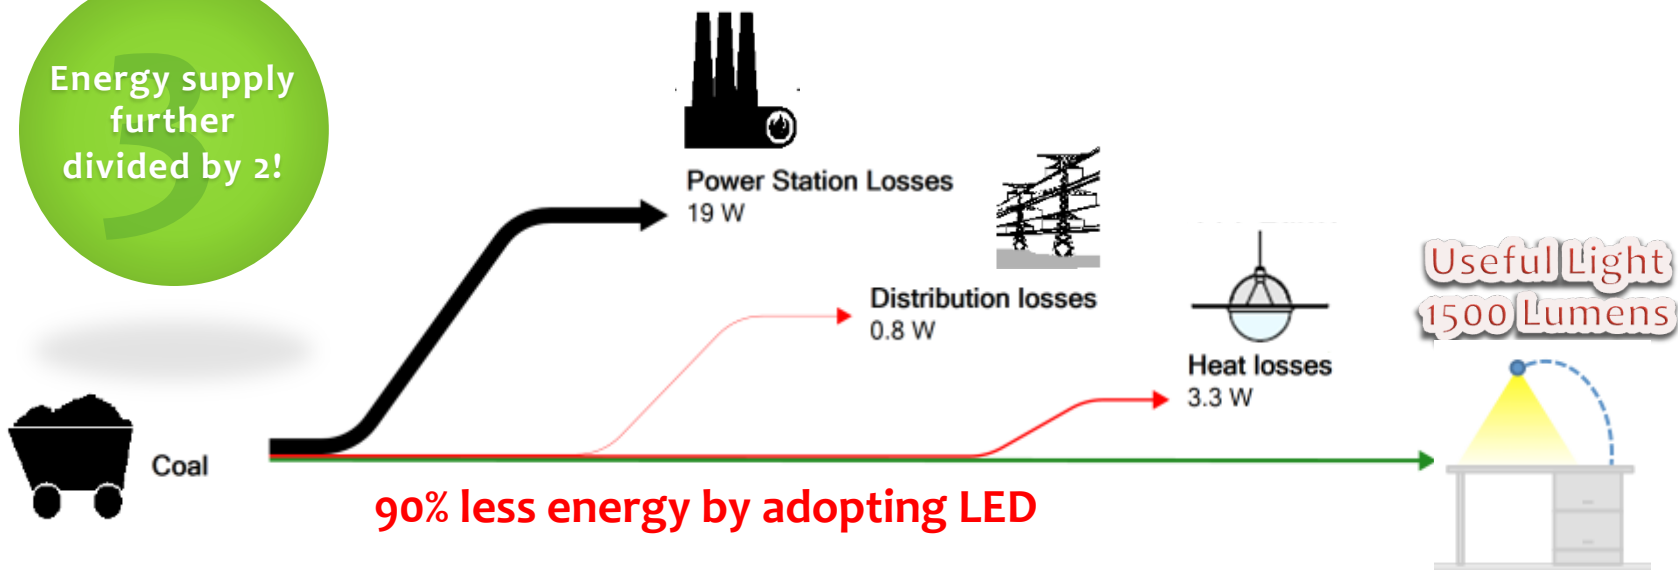 3
Energy supply
further
divided by 2!
Power Station Losses
19 W
Distribution losses
0.8 W
Heat losses
3.3 W
Useful Light
1500 Lumens
Coal
90% less energy by adopting LED